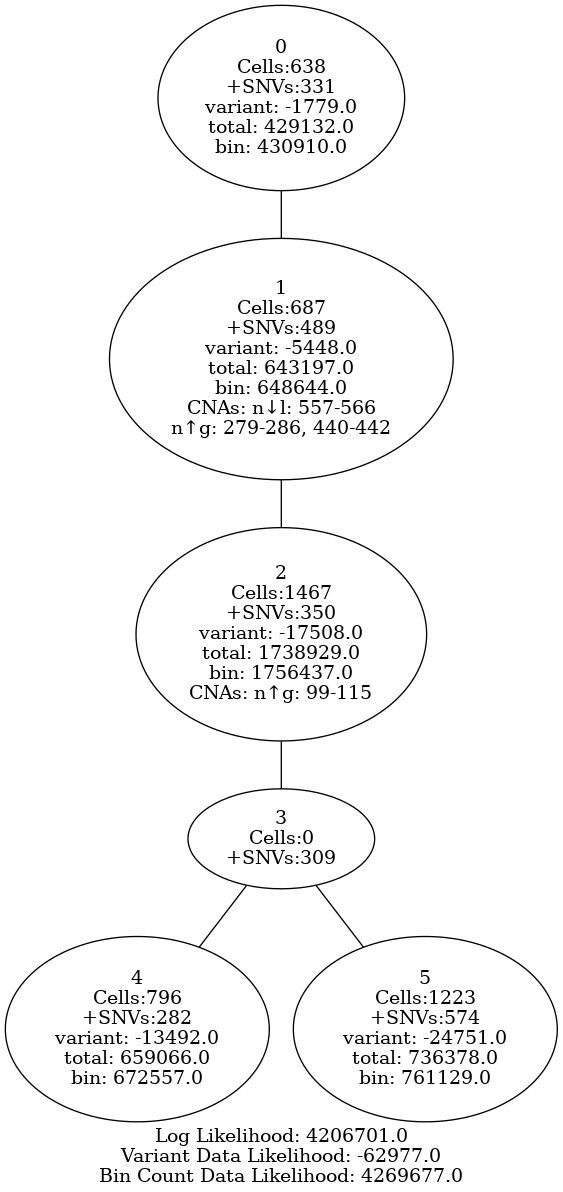 0
Cells:638
+SNVs:331
variant: -1779.0
total: 429132.0
bin: 430910.0
1
Cells:687
+SNVs:489
variant: -5448.0
total: 643197.0
bin: 648644.0
CNAs: n↓l: 557-566
n↑g: 279-286, 440-442
2
Cells:1467
+SNVs:350
variant: -17508.0
total: 1738929.0
bin: 1756437.0
CNAs: n↑g: 99-115
3
Cells:0
+SNVs:309
4
Cells:796
+SNVs:282
variant: -13492.0
total: 659066.0
bin: 672557.0
5
Cells:1223
+SNVs:574
variant: -24751.0
total: 736378.0
bin: 761129.0
Log Likelihood: 4206701.0
Variant Data Likelihood: -62977.0
Bin Count Data Likelihood: 4269677.0